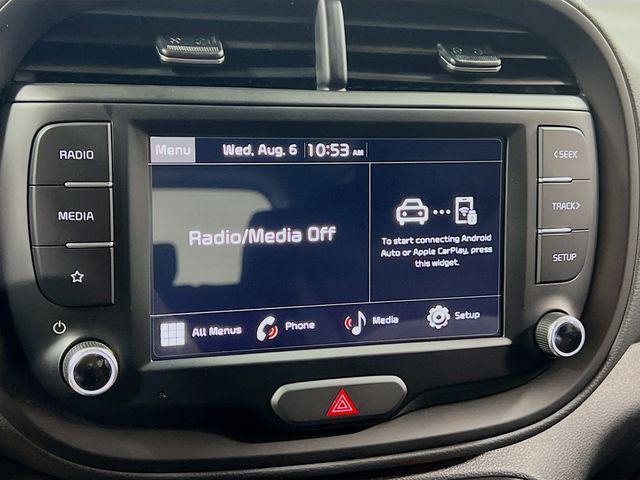 RADIO
MEDIA
Menu
Wed, Aug. 6 10:53 AM
Radio/Media Off
To start connecting Android
Auto or Apple CarPlay, press
this widget.
All Menus
Phone
Media
Setup
< SEEK
TRACK >
SETUP